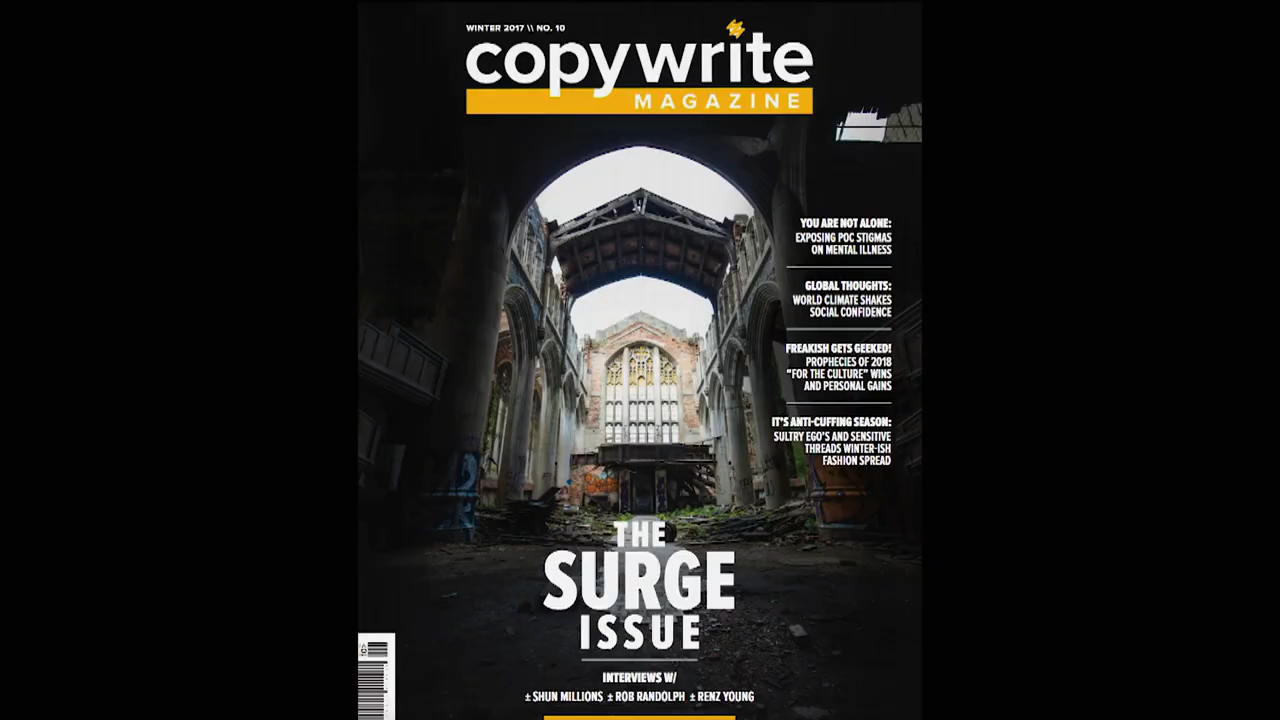 WINTER 2017 \\ NO. 10
copywrite
MAGAZINE
YOU ARE NOT ALONE:
EXPOSING POC STIGMAS
ON MENTAL ILLNESS
GLOBAL THOUGHTS:
WORLD CLIMATE SHAKES
SOCIAL CONFIDENCE
FREAKISH GETS GEEKED!
PROPHECIES OF 2018
"FOR THE CULTURE" WINS
AND PERSONAL GAINS
IT'S ANTI-CUFFING SEASON:
SULTRY EGO'S AND SENSITIVE
THREADS WINTER-ISH
FASHION SPREAD
THE
SURGE
ISSUE
INTERVIEWS W/
± SHUN MILLIONS ± ROB RANDOLPH ± RENZ YOUNG